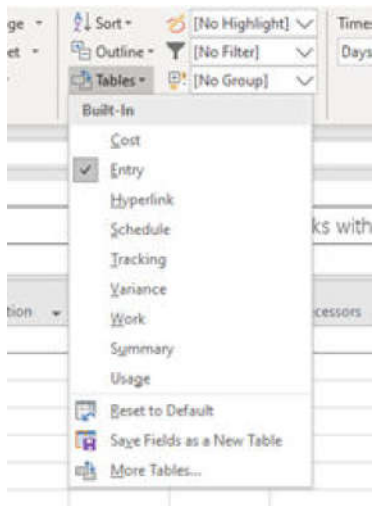 ge
Sort
[No Highlight]
Time
et
Outline
[No Filter]
Days
Tables
[No Group]
Built-In
Cost
Entry
Hyperlink
Schedule
ks with
Tracking
Variance
tion
cessors
Work
Summary
Usage
Reset to Default
Save Fields as a New Table
More Tables...